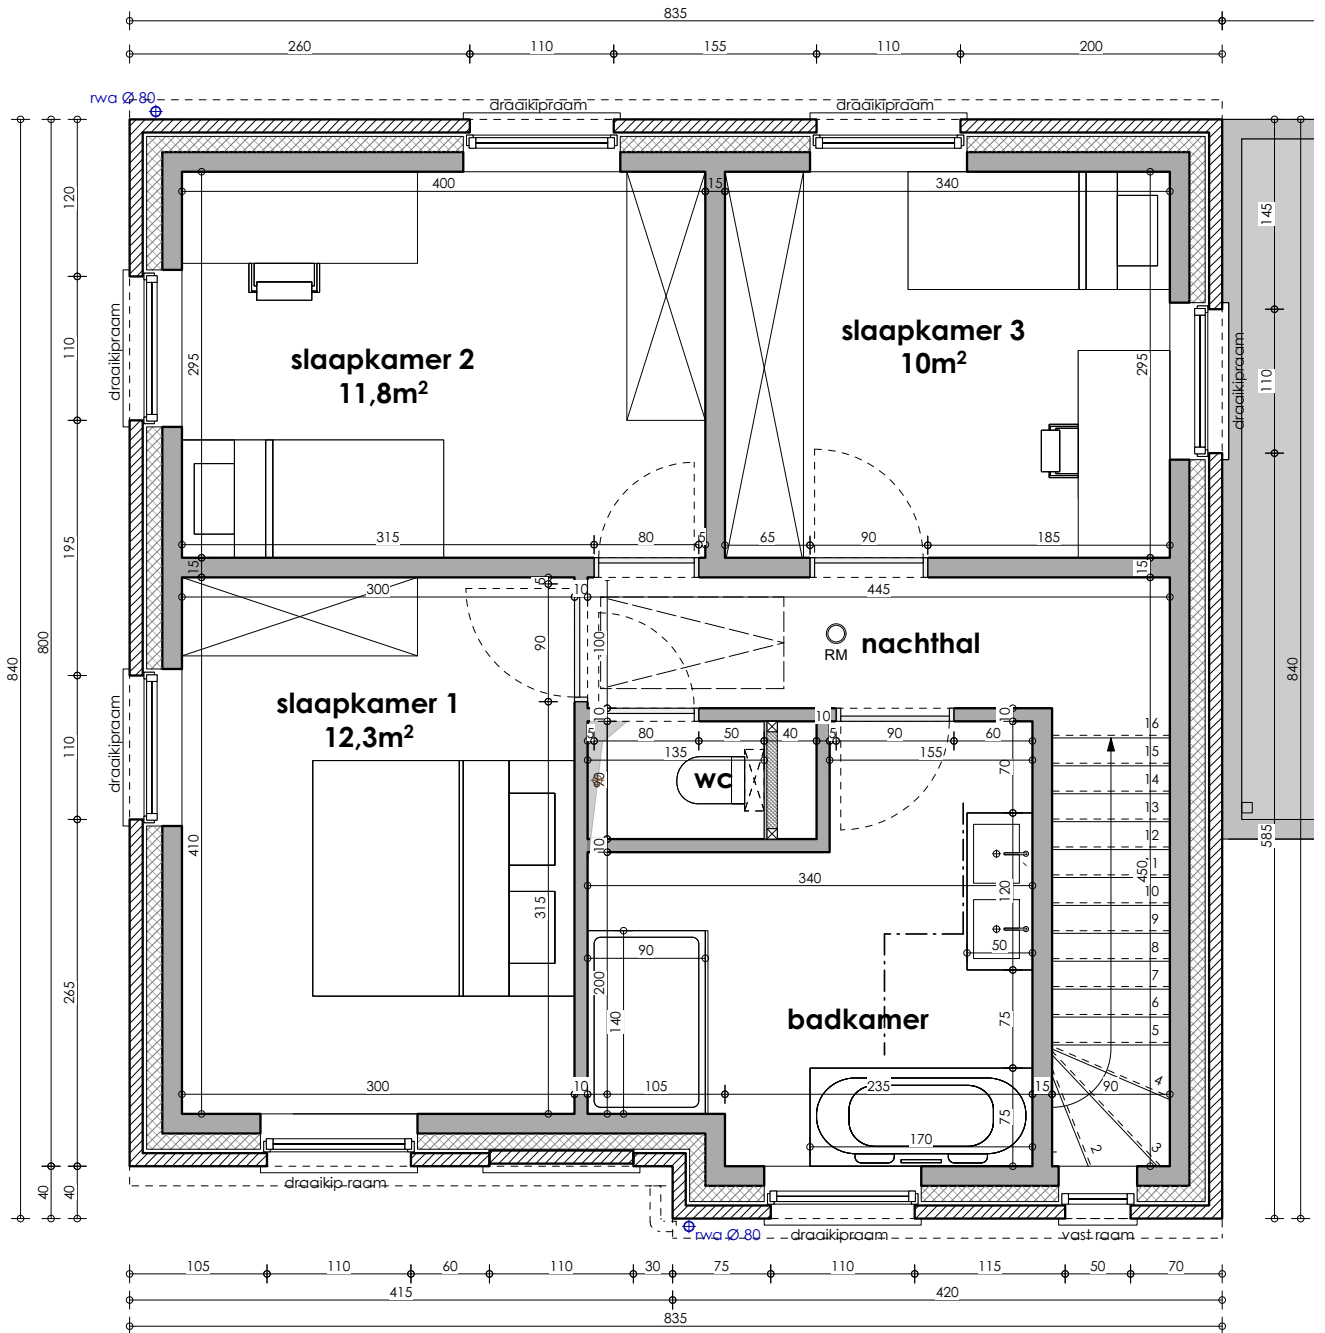 835
260 110 155 110 200
rwa Ø 80
draaikipraam draaikipraam
400 15 340
120
145
110
draaikipraam
295
slaapkamer 2
11,8m²
slaapkamer 3
10m²
295
110
draaikipraam
195
315 80 5 65 90 185
15 15
300 5 10 445
800
840
90
100
RM
nachthal
840
slaapkamer 1
12,3m²
110
draaikipraam
10 10 10
16
5 80 50 40 5 90 60
135 155
15
70
90
WC
14
13
12
585
410
10
11
450
340
120
10
315
9
90
50
8
7
265
200
140
badkamer
75
6
5
4
300 10 105 235 15 90
75
170
2
3
40 40
draaikip raam
rwa Ø 80
draaikipraam
vast raam
105 110 60 110 30 75 110 115 50 70
415 420
835